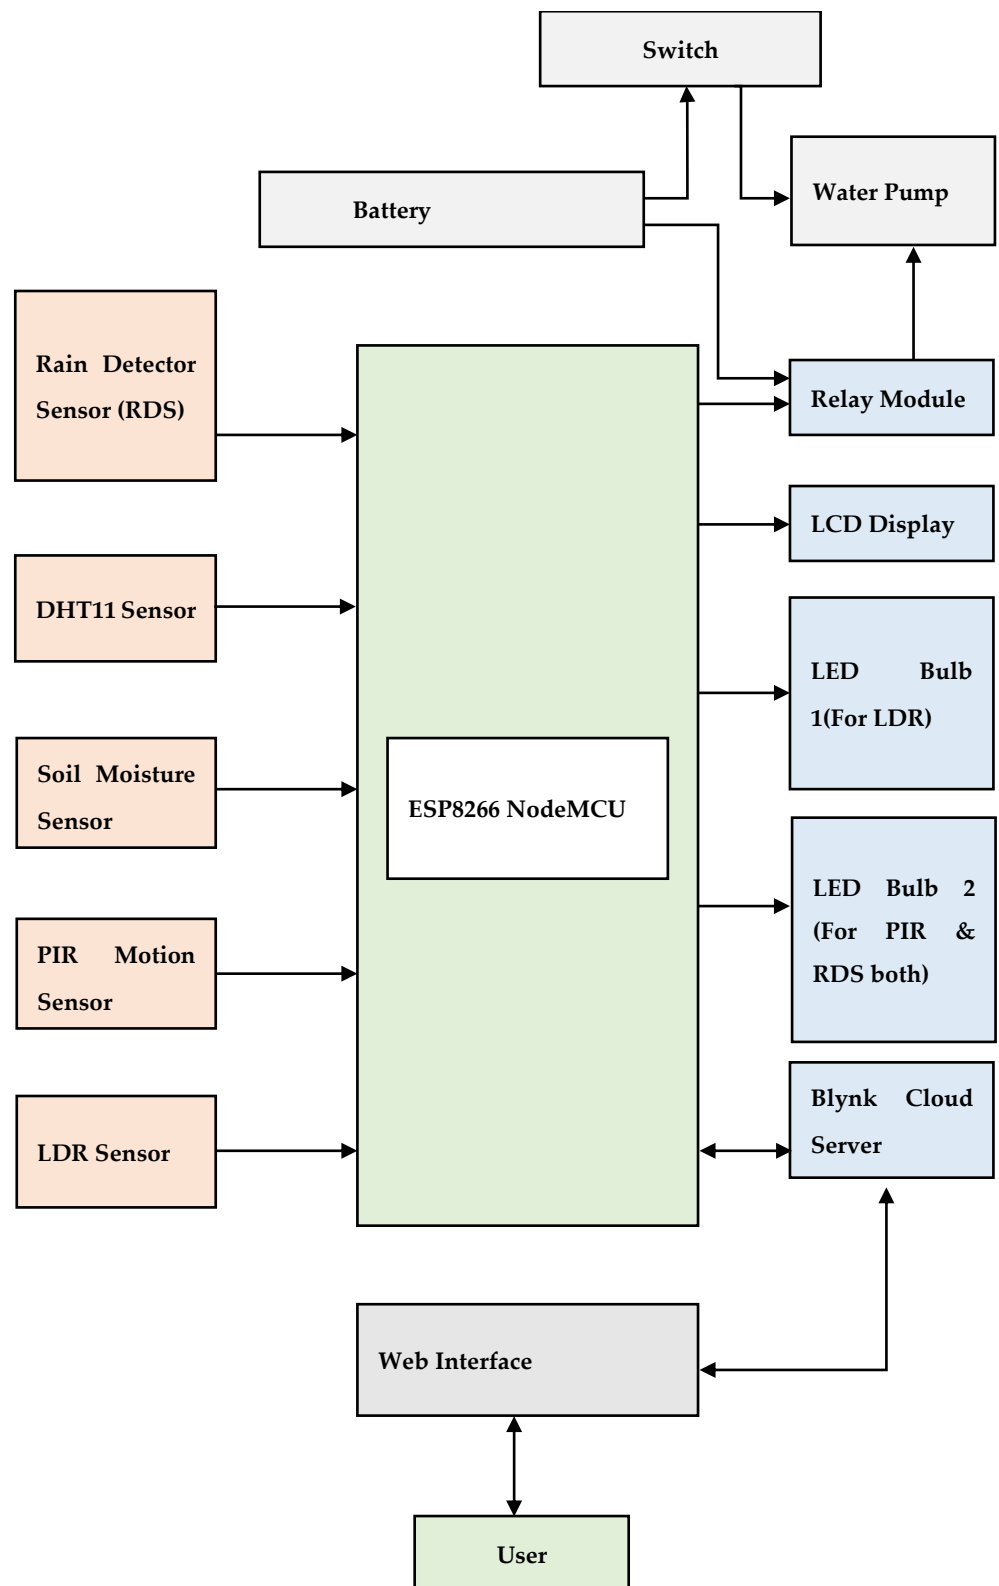 Switch
Water Pump
Battery
Rain Detector
Sensor (RDS)
Relay Module
LCD Display
DHT11 Sensor
LED Bulb
1(For LDR)
Soil Moisture
Sensor
ESP8266 NodeMCU
LED Bulb 2
(For PIR &
RDS both)
PIR Motion
Sensor
Blynk Cloud
Server
LDR Sensor
Web Interface
User